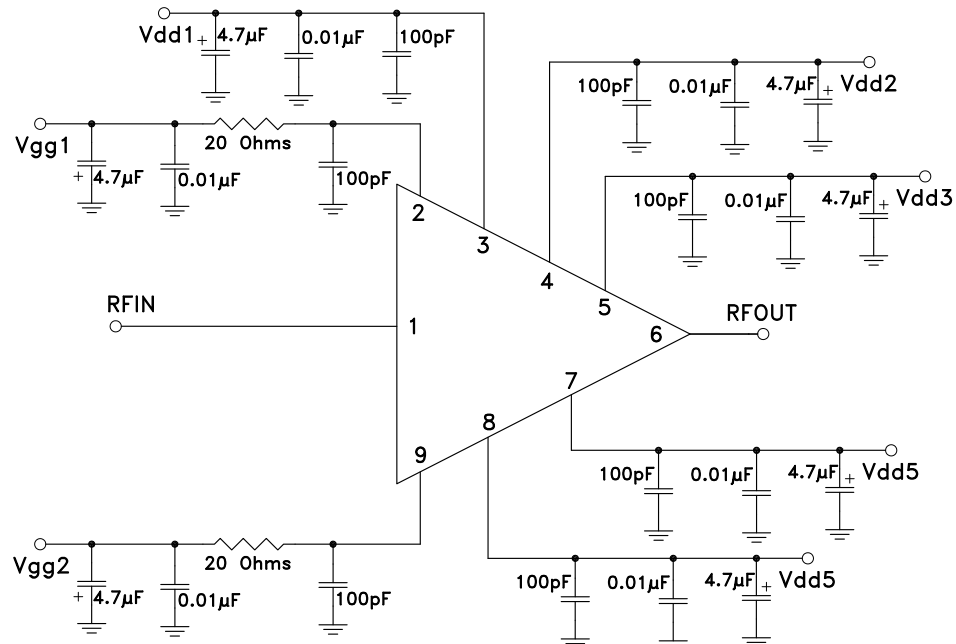 Vdd1 + 4.7µF 0.01µF 100pF
100pF 0.01µF 4.7µF + Vdd2
Vgg1 + 4.7µF 0.01µF 20 Ohms 100pF
100pF 0.01µF 4.7µF + Vdd3
2
3
4
5
RFIN 1 6 RFOUT
7
8
9
100pF 0.01µF 4.7µF + Vdd5
Vgg2 + 4.7µF 0.01µF 20 Ohms 100pF
100pF 0.01µF 4.7µF + Vdd5